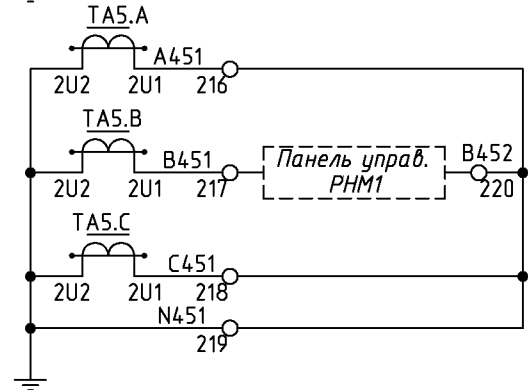 TA5.A
A451
2U2 2U1 216
TA5.B
B451 Панель управ. B452
2U2 2U1 217 РНМ1 220
TA5.C
C451
2U2 2U1 218
N451
219